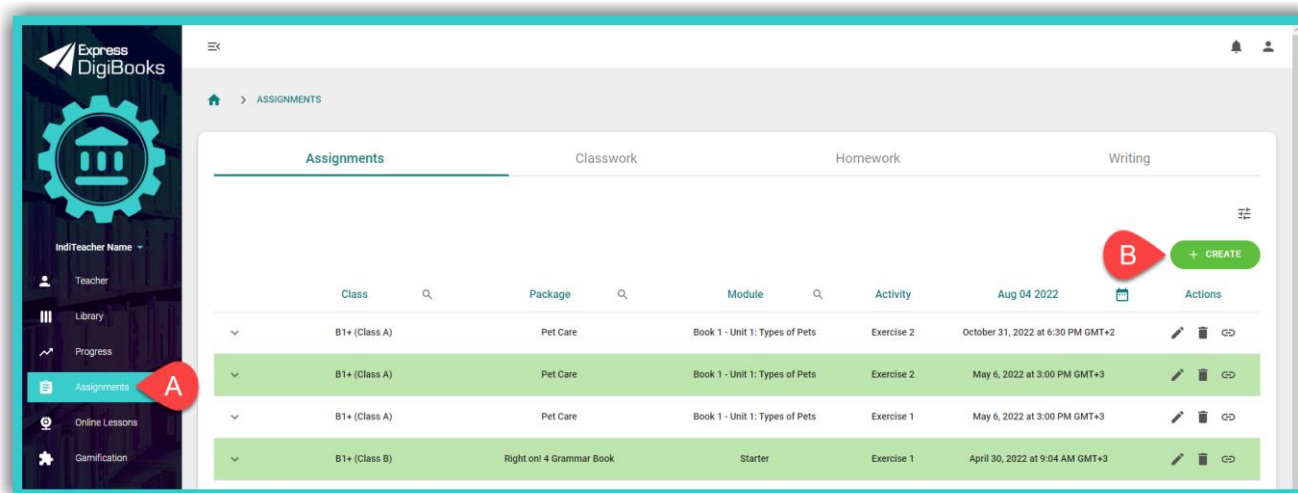 Express
DigiBooks
ASSIGNMENTS
Assignments Classwork Homework Writing
IndiTeacher Name
Teacher
Library
Progress
Assignments
Online Lessons
Gamification
A
B
+ CREATE
Class Package Module Activity Aug 04 2022 Actions
B1+ (Class A) Pet Care Book 1 - Unit 1: Types of Pets Exercise 2 October 31, 2022 at 6:30 PM GMT+2
B1+ (Class A) Pet Care Book 1 - Unit 1: Types of Pets Exercise 2 May 6, 2022 at 3:00 PM GMT+3
B1+ (Class A) Pet Care Book 1 - Unit 1: Types of Pets Exercise 1 May 6, 2022 at 3:00 PM GMT+3
B1+ (Class B) Right on! 4 Grammar Book Starter Exercise 1 April 30, 2022 at 9:04 AM GMT+3